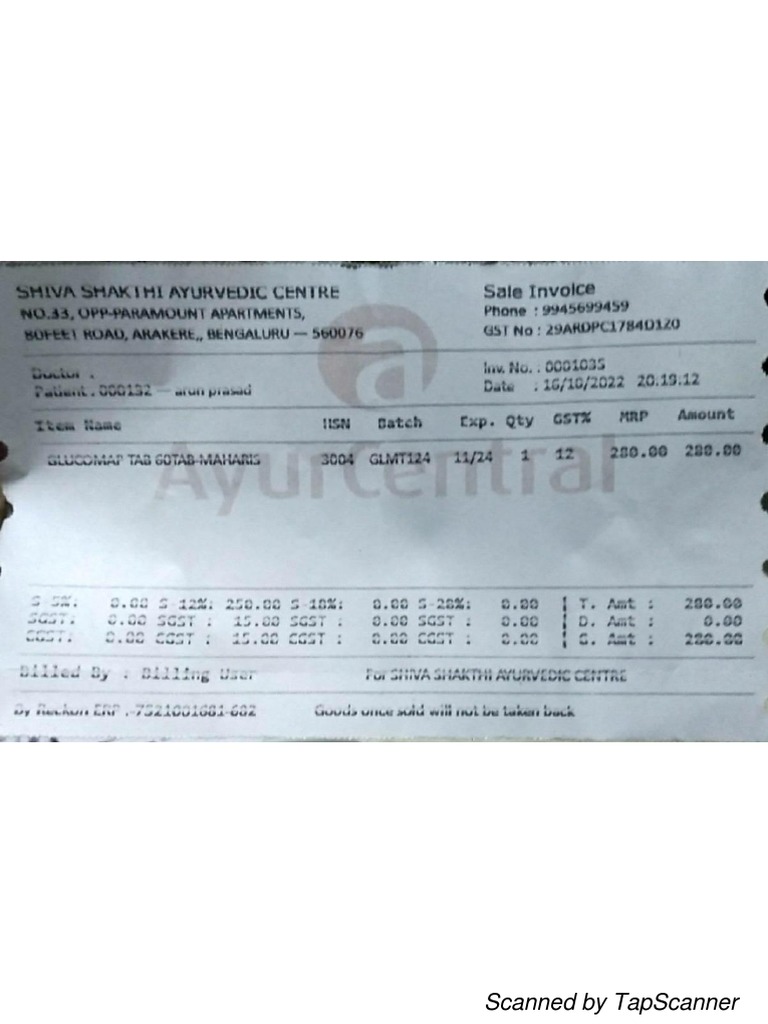 SHIVA SHAKTHI AYURVEDIC CENTRE Sale Invoice
NO.33, OPP-PARAMOUNT APARTMENTS, Phone : 9945699459
80FEET ROAD, ARAKERE,, BENGALURU — 560076 GST No : 29ARDPC1784D1Z0
Doctor : Inv. No. : 0001035
Patient : 000132 — arun prasad Date : 16/10/2022 20:19:12
Item Name HSN Batch Exp. Qty GST% MRP Amount
GLUCOMAP TAB 60TAB-MAHARIS 3004 GLMT124 11/24 1 12 280.00 280.00
AyurCentral
S-5%: 0.00 S-12%: 250.00 S-18%: 0.00 S-28%: 0.00 | T. Amt : 280.00
SGST: 0.00 SGST : 15.00 SGST : 0.00 SGST : 0.00 | D. Amt : 0.00
CGST: 0.00 CGST : 15.00 CGST : 0.00 CGST : 0.00 | G. Amt : 280.00
Billed By : Billing User For SHIVA SHAKTHI AYURVEDIC CENTRE
By Reckon ERP Goods once sold will not be taken back
Scanned by TapScanner